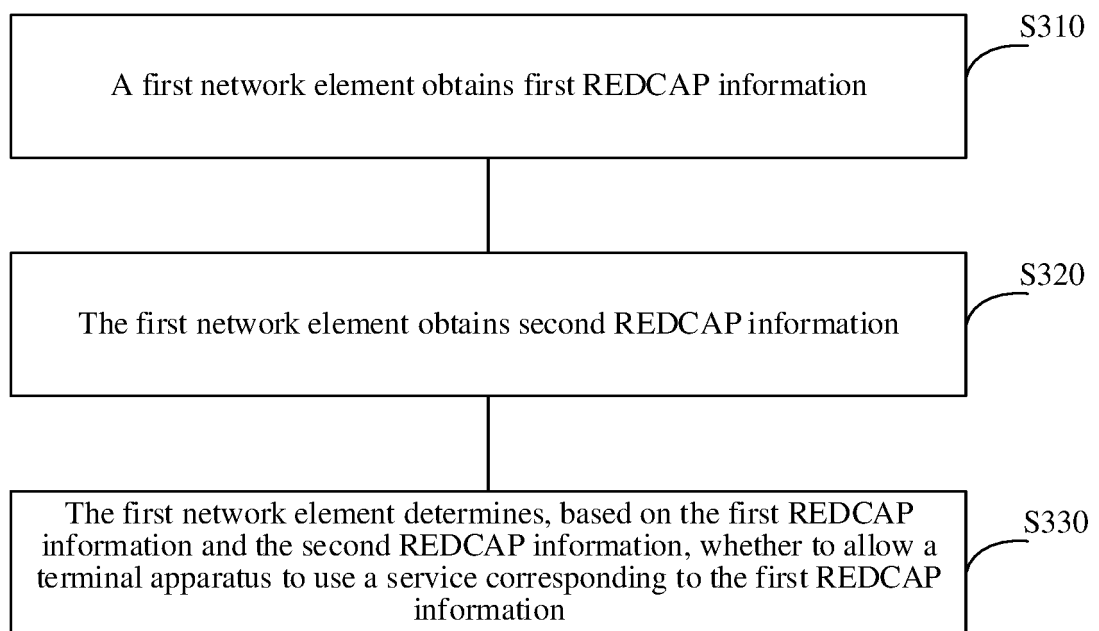 S310
A first network element obtains first REDCAP information
S320
The first network element obtains second REDCAP information
S330
The first network element determines, based on the first REDCAP
information and the second REDCAP information, whether to allow a
terminal apparatus to use a service corresponding to the first REDCAP
information